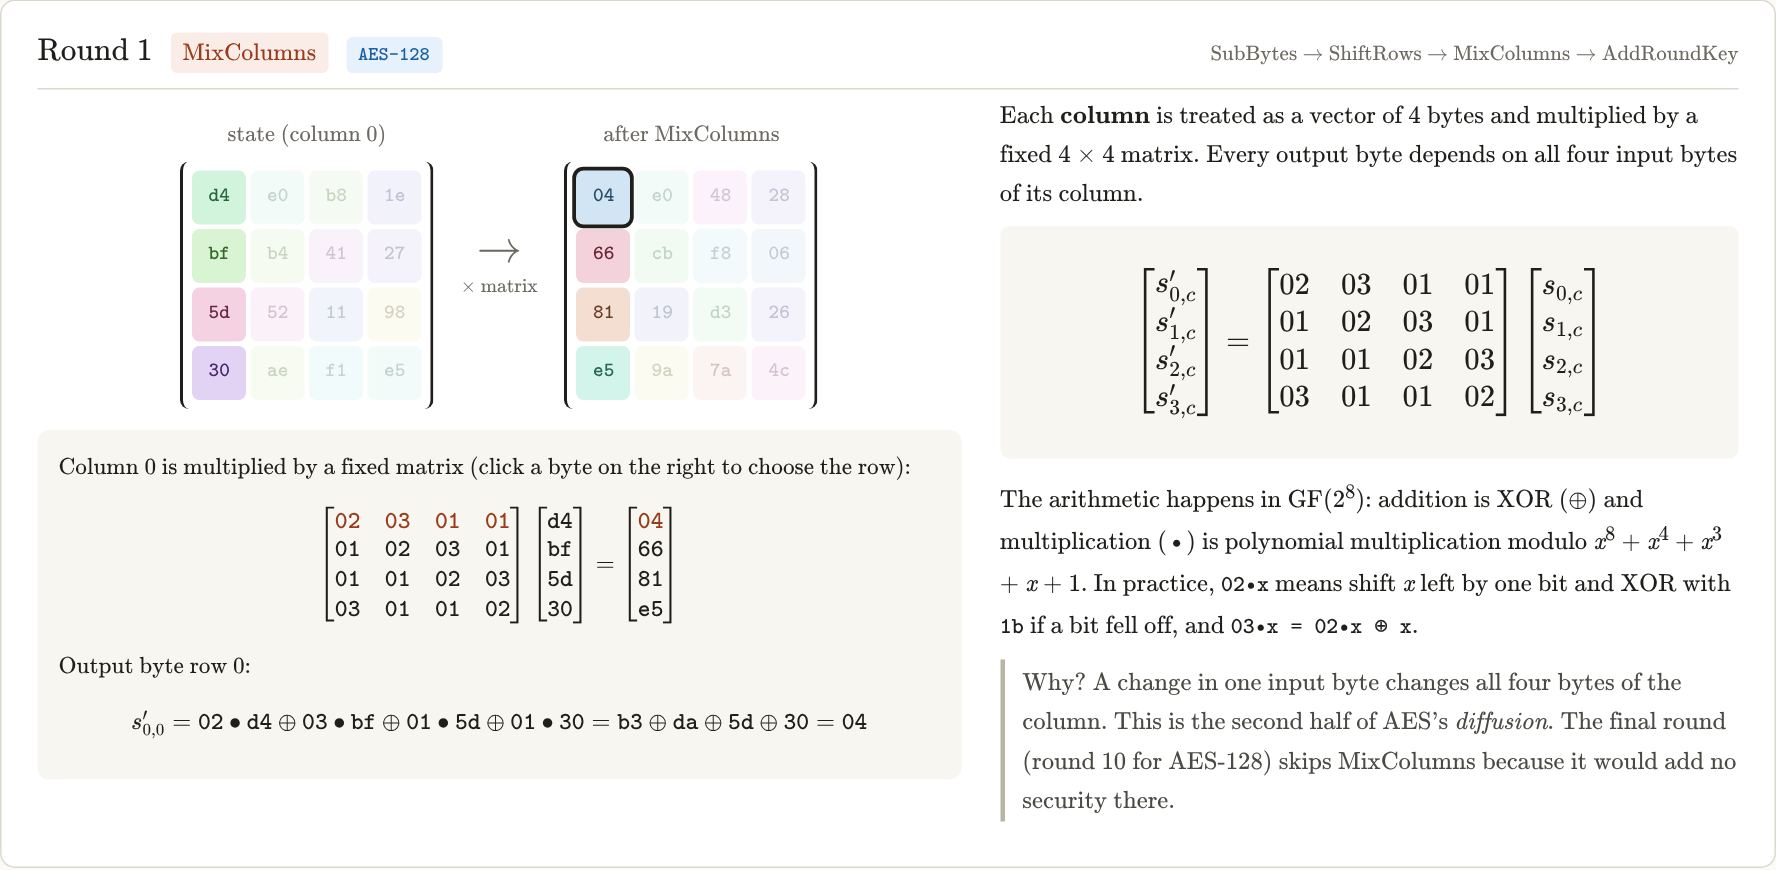 Round 1 MixColumns AES-128 SubBytes → ShiftRows → MixColumns → AddRoundKey
state (column 0)
d4 e0 b8 1e
bf b4 41 27
5d 52 11 98
30 ae f1 e5
→
× matrix
after MixColumns
04 e0 48 28
66 cb f8 06
81 19 d3 26
e5 9a 7a 4c
Column 0 is multiplied by a fixed matrix (click a byte on the right to choose the row):
[02 03 01 01] [d4] [04]
[01 02 03 01] [bf] = [66]
[01 01 02 03] [5d] [81]
[03 01 01 02] [30] [e5]
Output byte row 0:
s′0,0 = 02 • d4 ⊕ 03 • bf ⊕ 01 • 5d ⊕ 01 • 30 = b3 ⊕ da ⊕ 5d ⊕ 30 = 04
Each column is treated as a vector of 4 bytes and multiplied by a
fixed 4 × 4 matrix. Every output byte depends on all four input bytes
of its column.
[s′0,c] [02 03 01 01] [s0,c]
[s′1,c] = [01 02 03 01] [s1,c]
[s′2,c] [01 01 02 03] [s2,c]
[s′3,c] [03 01 01 02] [s3,c]
The arithmetic happens in GF(2⁸): addition is XOR (⊕) and
multiplication ( • ) is polynomial multiplication modulo x⁸ + x⁴ + x³
+ x + 1. In practice, 02•x means shift x left by one bit and XOR with
1b if a bit fell off, and 03•x = 02•x ⊕ x.
Why? A change in one input byte changes all four bytes of the
column. This is the second half of AES’s diffusion. The final round
(round 10 for AES-128) skips MixColumns because it would add no
security there.